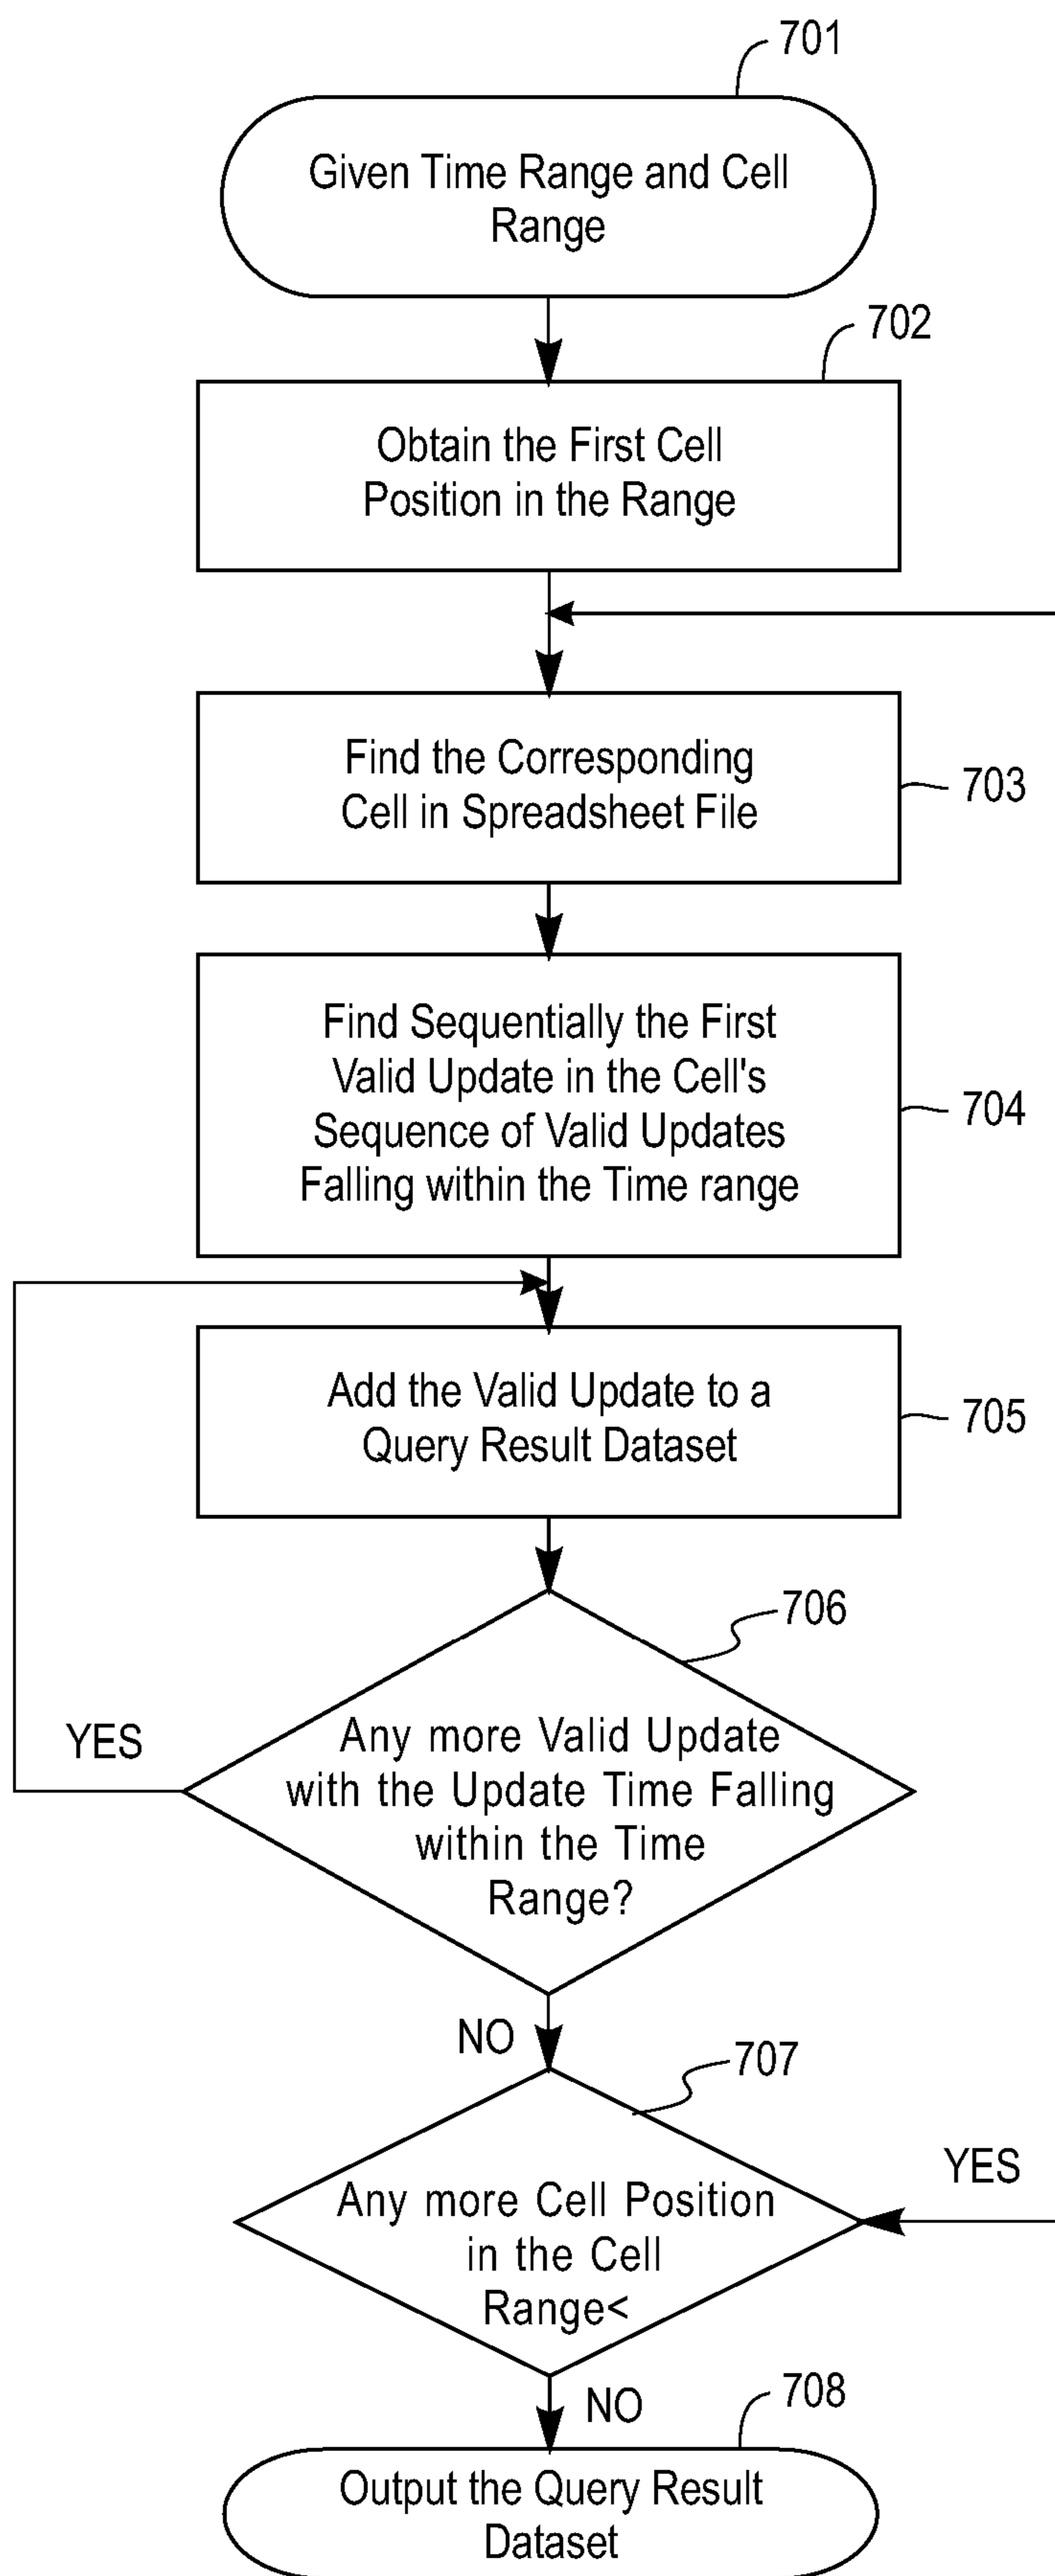 701
Given Time Range and Cell
Range
702
Obtain the First Cell
Position in the Range
Find the Corresponding
Cell in Spreadsheet File
703
Find Sequentially the First
Valid Update in the Cell's
Sequence of Valid Updates
Falling within the Time range
704
Add the Valid Update to a
Query Result Dataset
705
706
YES
Any more Valid Update
with the Update Time Falling
within the Time
Range?
NO
707
YES
Any more Cell Position
in the Cell
Range<
NO
708
Output the Query Result
Dataset